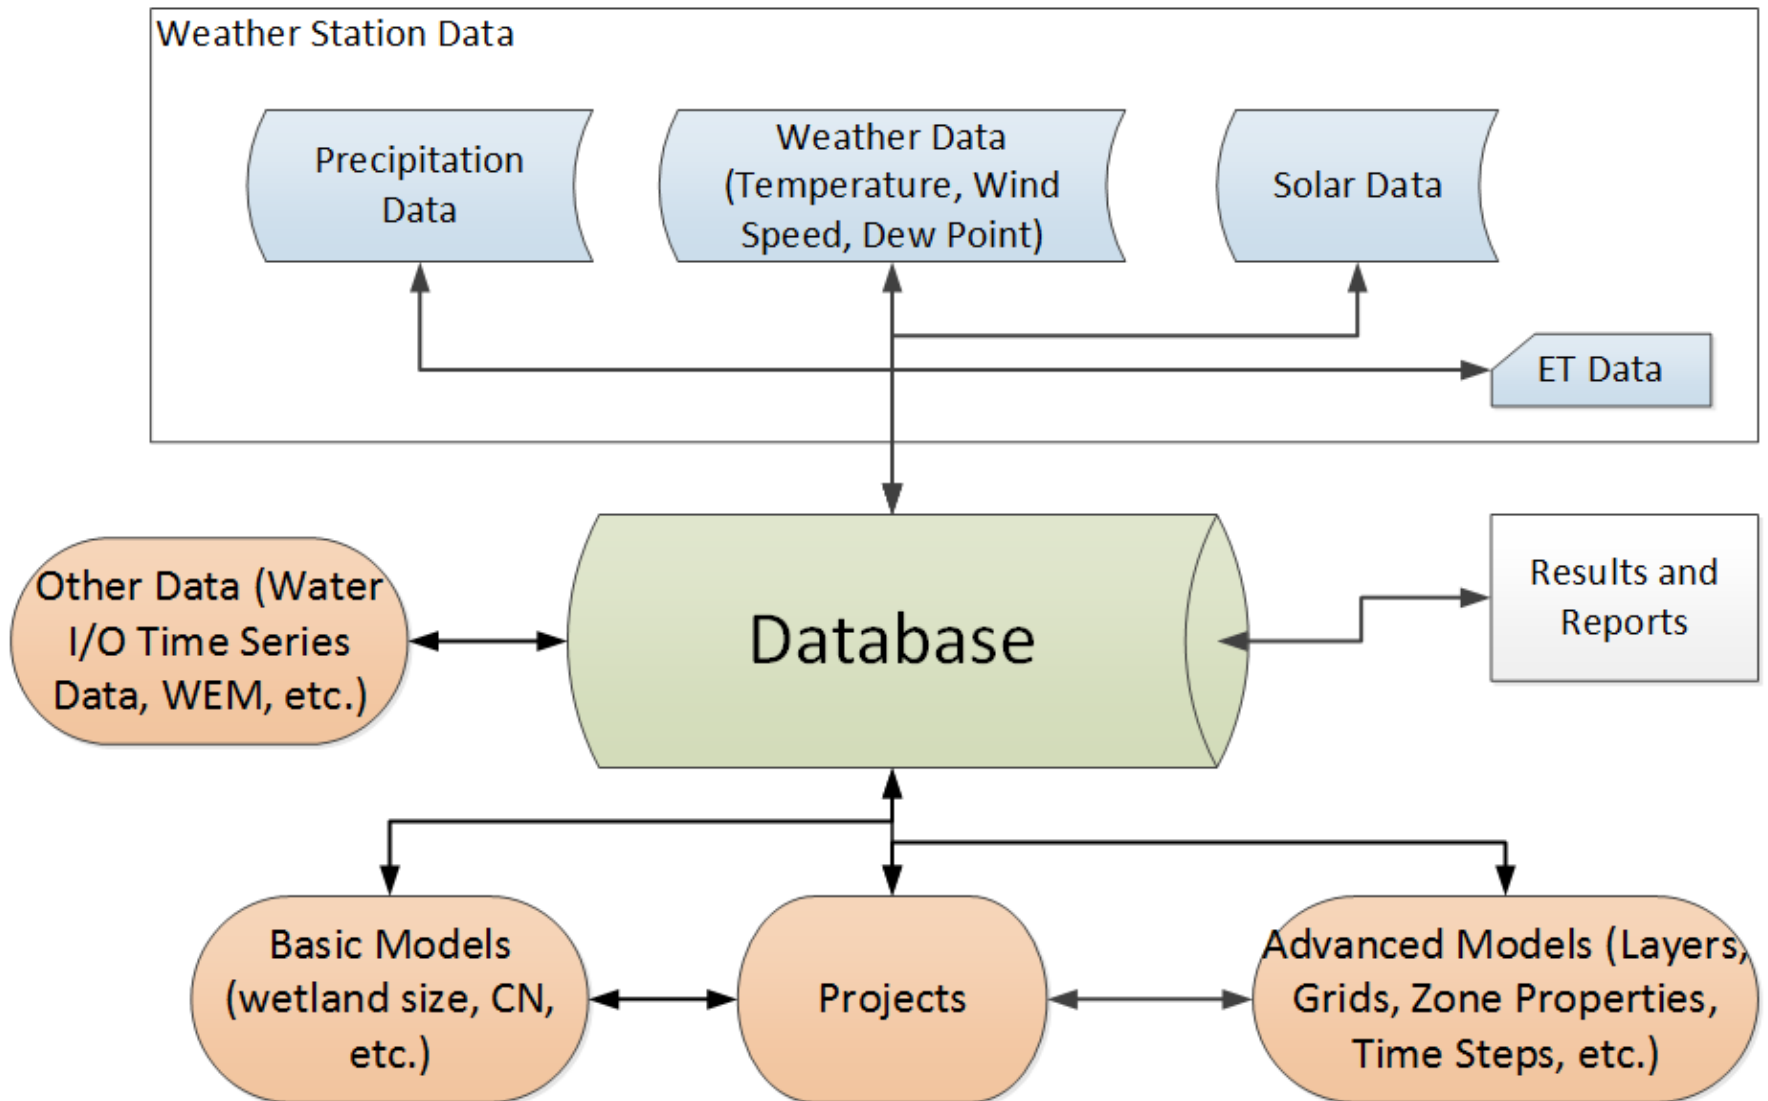 Weather Station Data
Precipitation
Data
Weather Data
(Temperature, Wind
Speed, Dew Point)
Solar Data
ET Data
Database
Other Data (Water
I/O Time Series
Data, WEM, etc.)
Results and
Reports
Basic Models
(wetland size, CN,
etc.)
Projects
Advanced Models (Layers,
Grids, Zone Properties,
Time Steps, etc.)